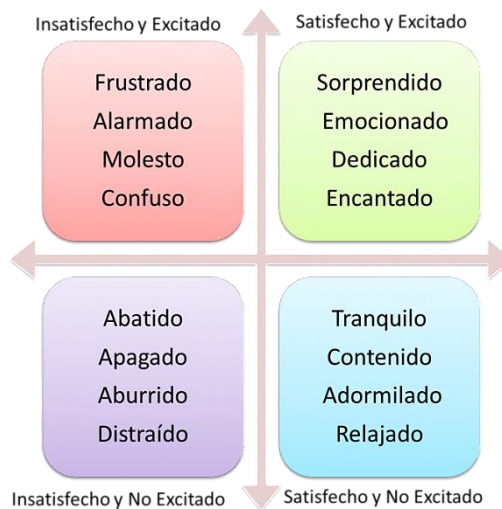 Insatisfecho y Excitado
Satisfecho y Excitado
Frustrado
Alarmado
Molesto
Confuso
Sorprendido
Emocionado
Dedicado
Encantado
Abatido
Apagado
Aburrido
Distraído
Tranquilo
Contenido
Adormilado
Relajado
Insatisfecho y No Excitado
Satisfecho y No Excitado